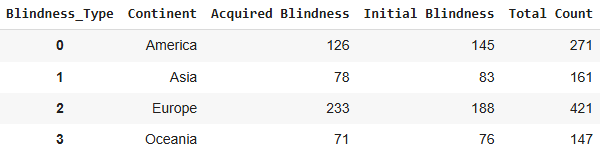 Blindness_Type Continent Acquired Blindness Initial Blindness Total Count
0 America 126 145 271
1 Asia 78 83 161
2 Europe 233 188 421
3 Oceania 71 76 147